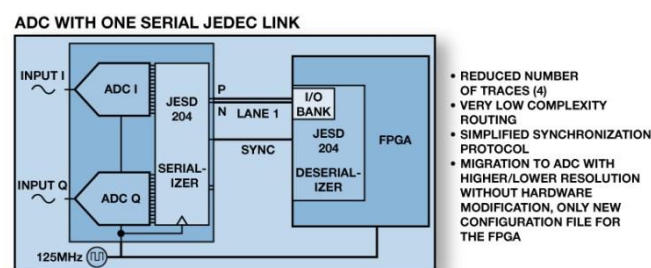 ADC WITH ONE SERIAL JEDEC LINK
INPUT I
ADC I
JESD
204
SERIAL-
IZER
P
N
LANE 1
SYNC
I/O
BANK
JESD
204
DESERIAL-
IZER
FPGA
INPUT Q
ADC Q
125MHz
• REDUCED NUMBER
OF TRACES (4)
• VERY LOW COMPLEXITY
ROUTING
• SIMPLIFIED SYNCHRONIZATION
PROTOCOL
• MIGRATION TO ADC WITH
HIGHER/LOWER RESOLUTION
WITHOUT HARDWARE
MODIFICATION, ONLY NEW
CONFIGURATION FILE FOR
THE FPGA